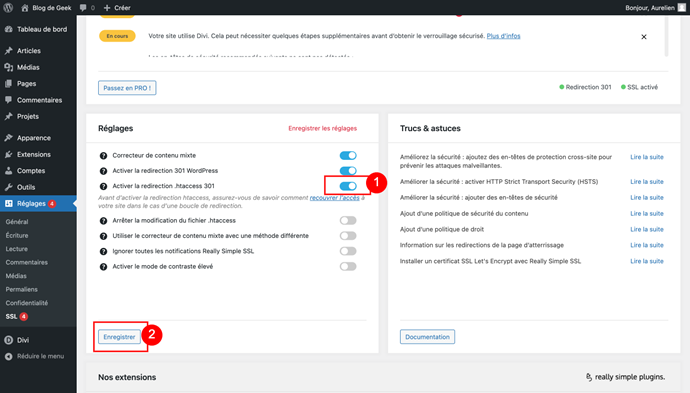 Blog de Geek
0
Créer
Bonjour, Aurelien
Tableau de bord
Articles
Médias
Pages
Commentaires
Projets
Apparence
Extensions
Comptes
Outils
Réglages 4
Général
Écriture
Lecture
Commentaires
Médias
Permaliens
Confidentialité
SSL 4
Divi
Réduire le menu
En cours
Votre site utilise Divi. Cela peut nécessiter quelques étapes supplémentaires avant d'obtenir le verrouillage sécurisé. Plus d'infos
Passez en PRO !
Redirection 301
SSL activé
Réglages
Enregistrer les réglages
Correcteur de contenu mixte
Activer la redirection 301 WordPress
Activer la redirection .htaccess 301
1
Avant d'activer la redirection htaccess, assurez-vous de savoir comment recouvrer l'accès à
votre site dans le cas d'une boucle de redirection.
Arrêter la modification du fichier .htaccess
Utiliser le correcteur de contenu mixte avec une méthode différente
Ignorer toutes les notifications Really Simple SSL
Activer le mode de contraste élevé
Enregistrer
2
Trucs & astuces
Améliorez la sécurité : ajoutez des en-têtes de protection cross-site pour
prévenir les attaques malveillantes.
Lire la suite
Améliorer la sécurité : activer HTTP Strict Transport Security (HSTS)
Lire la suite
Améliorer la sécurité : ajouter des en-têtes de sécurité
Lire la suite
Ajout d'une politique de sécurité du contenu
Lire la suite
Ajout d'une politique de droit
Lire la suite
Information sur les redirections de la page d'atterrissage
Lire la suite
Installer un certificat SSL Let's Encrypt avec Really Simple SSL
Lire la suite
Documentation
Nos extensions
really simple plugins.